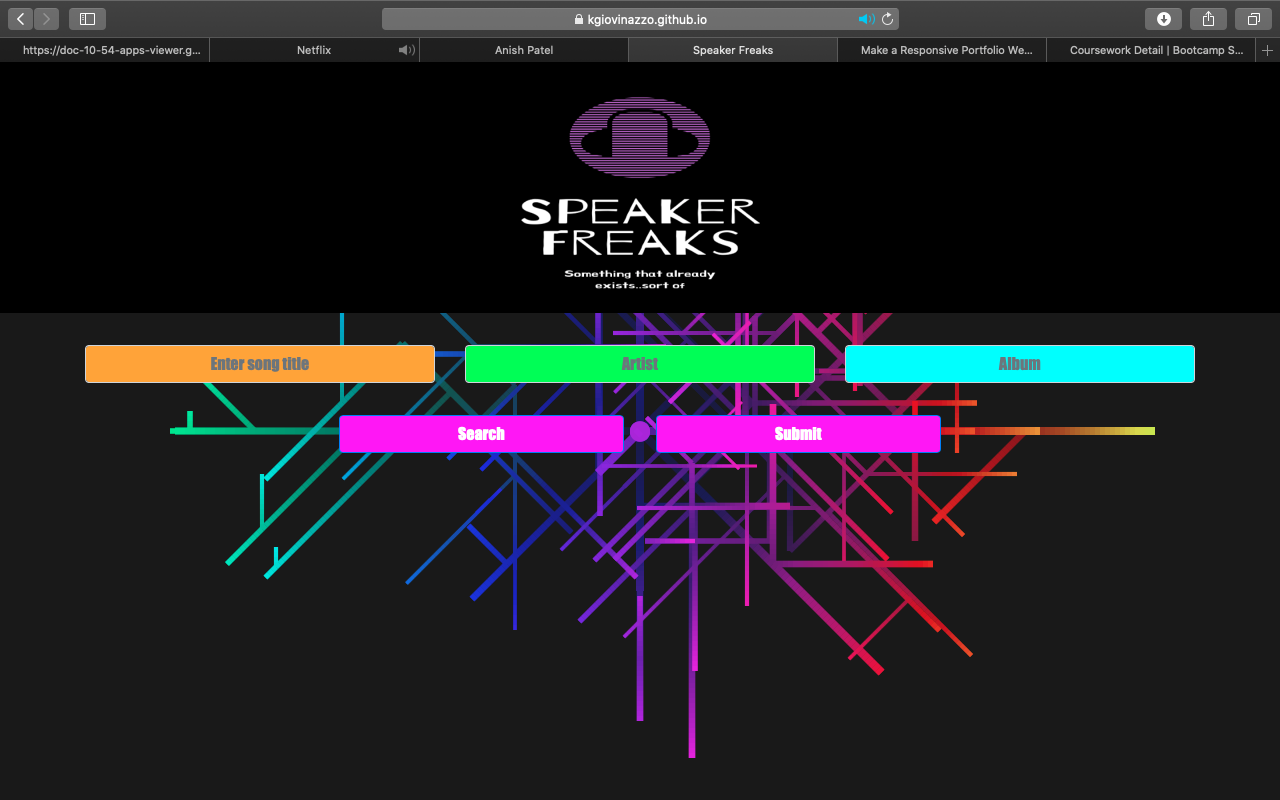 kgiovinazzo.github.io
https://doc-10-54-apps-viewer.g...
Netflix
Anish Patel
Speaker Freaks
Make a Responsive Portfolio We...
Coursework Detail | Bootcamp S...
SPEAKER
FREAKS
Something that already
exists..sort of
Enter song title
Artist
Album
Search
Submit